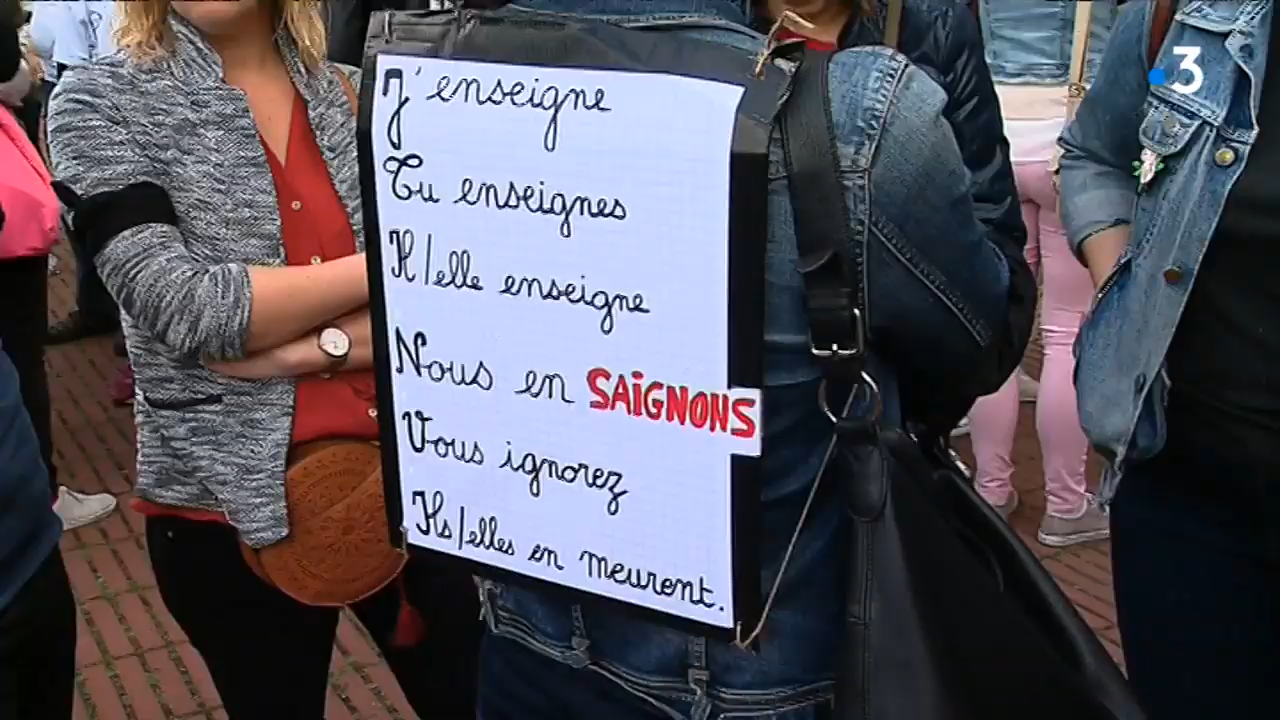 J'enseigne
Tu enseignes
Il/elle enseigne
Nous en SAiGNONS
Vous ignorez
Ils/elles en meurent.
3